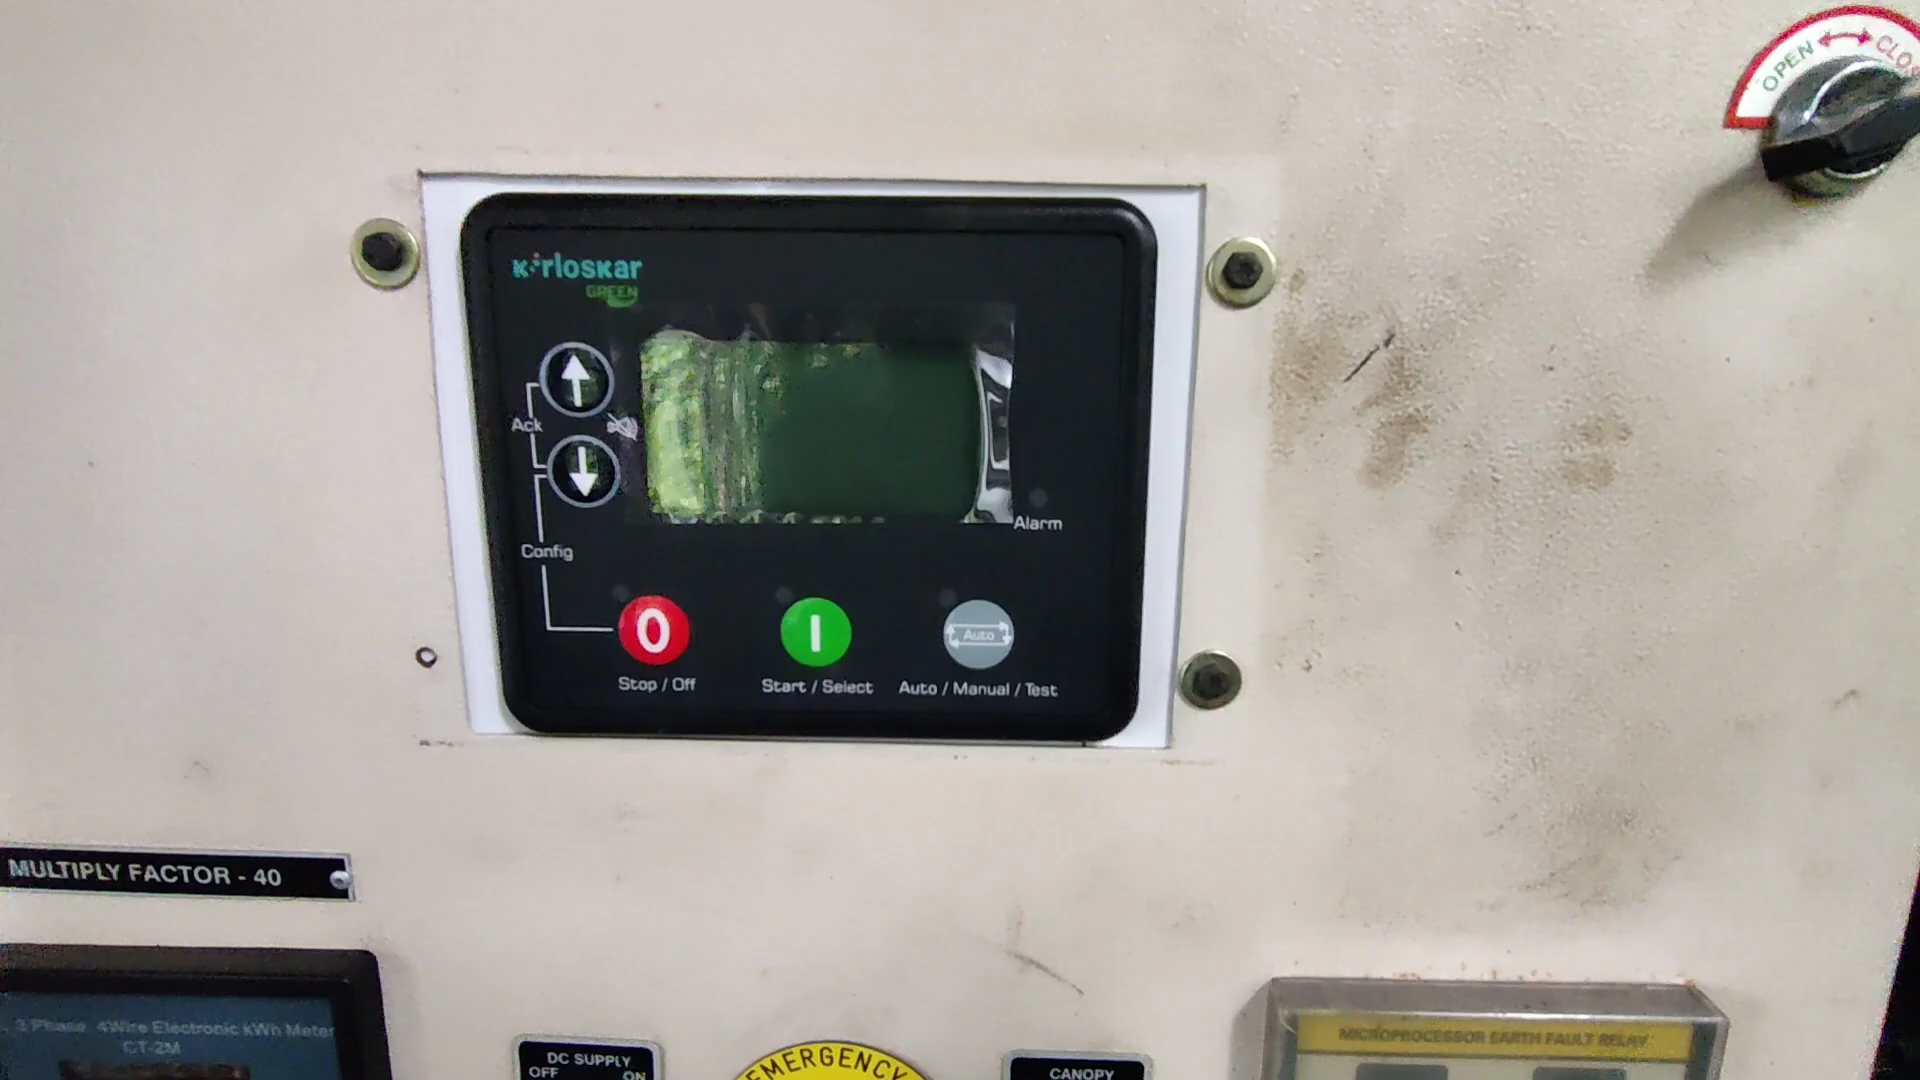 OPEN
kirloskar
GREEN
Ack
Alarm
Config
0 I Auto
Stop / Off Start / Select Auto / Manual / Test
MULTIPLY FACTOR - 40
3 Phase 4Wire Electronic kWh Meter
CT-2M
DC SUPPLY
OFF ON
EMERGENCY
CANOPY
MICROPROCESSOR EARTH FAULT RELAY